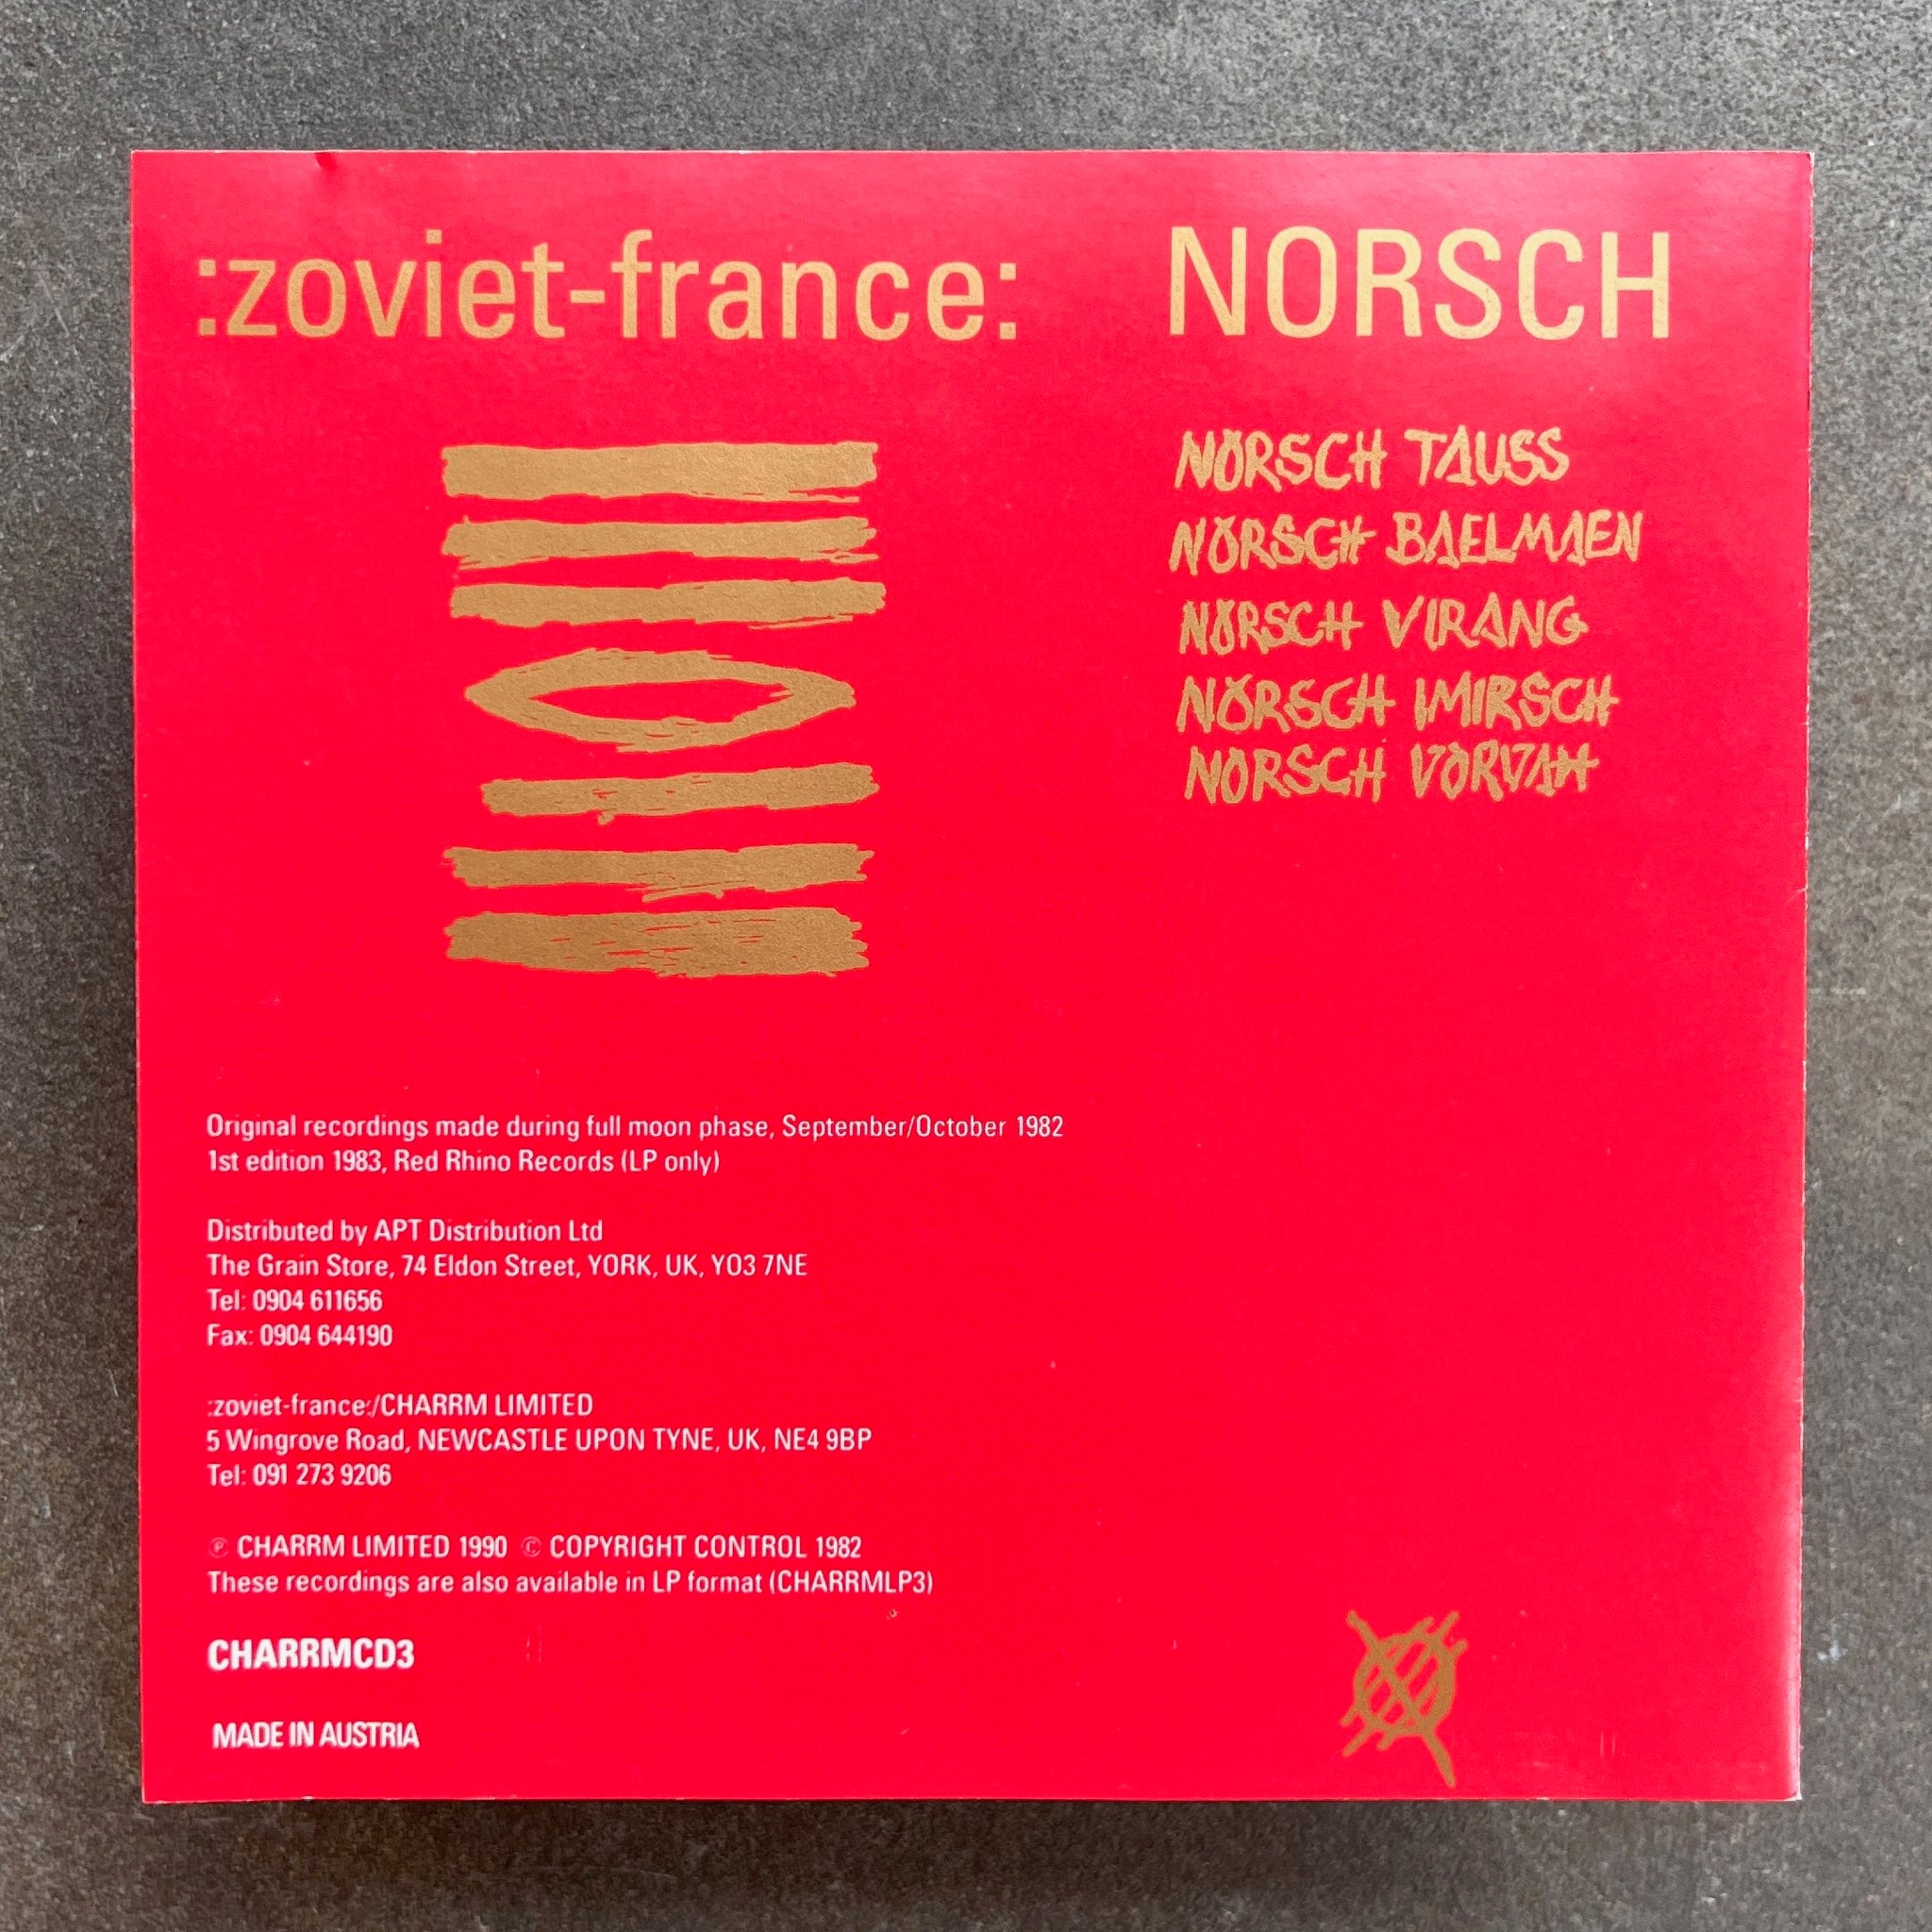 :zoviet-france:
NORSCH
NÖRSCH TAUSS
NÖRSCH BAELMAEN
NÖRSCH VIRANG
NÖRSCH IMIRSCH
NORSCH VORVAH
Original recordings made during full moon phase, September/October 1982
1st edition 1983, Red Rhino Records (LP only)
Distributed by APT Distribution Ltd
The Grain Store, 74 Eldon Street, YORK, UK, YO3 7NE
Tel: 0904 611656
Fax: 0904 644190
:zoviet-france:/CHARRM LIMITED
5 Wingrove Road, NEWCASTLE UPON TYNE, UK, NE4 9BP
Tel: 091 273 9206
℗ CHARRM LIMITED 1990 © COPYRIGHT CONTROL 1982
These recordings are also available in LP format (CHARRMLP3)
CHARRMCD3
MADE IN AUSTRIA